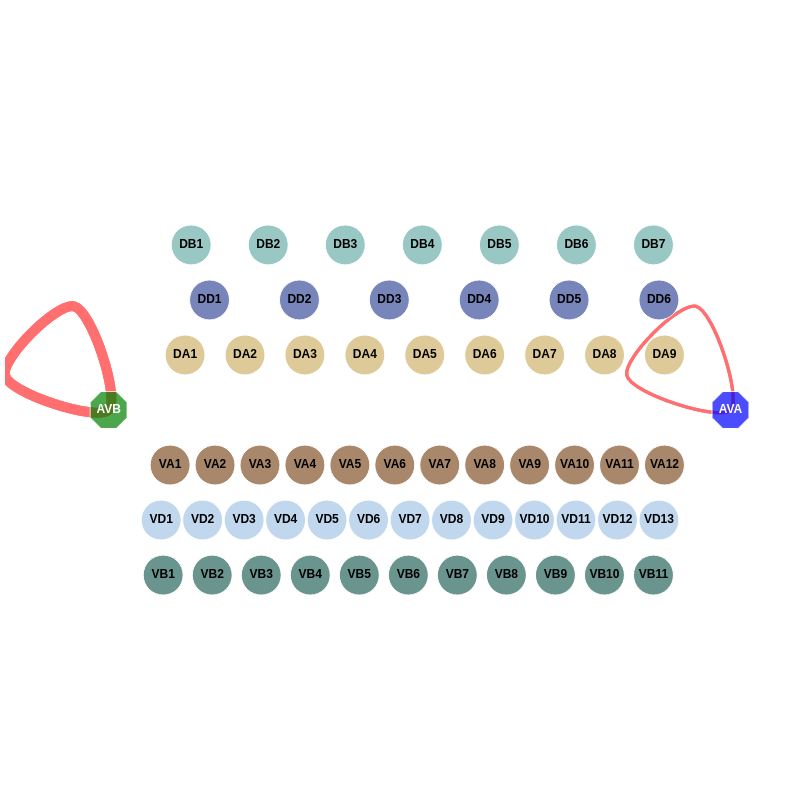 DB1 DB2 DB3 DB4 DB5 DB6 DB7
DD1 DD2 DD3 DD4 DD5 DD6
DA1 DA2 DA3 DA4 DA5 DA6 DA7 DA8 DA9
AVB AVA
VA1 VA2 VA3 VA4 VA5 VA6 VA7 VA8 VA9 VA10 VA11 VA12
VD1 VD2 VD3 VD4 VD5 VD6 VD7 VD8 VD9 VD10 VD11 VD12 VD13
VB1 VB2 VB3 VB4 VB5 VB6 VB7 VB8 VB9 VB10 VB11